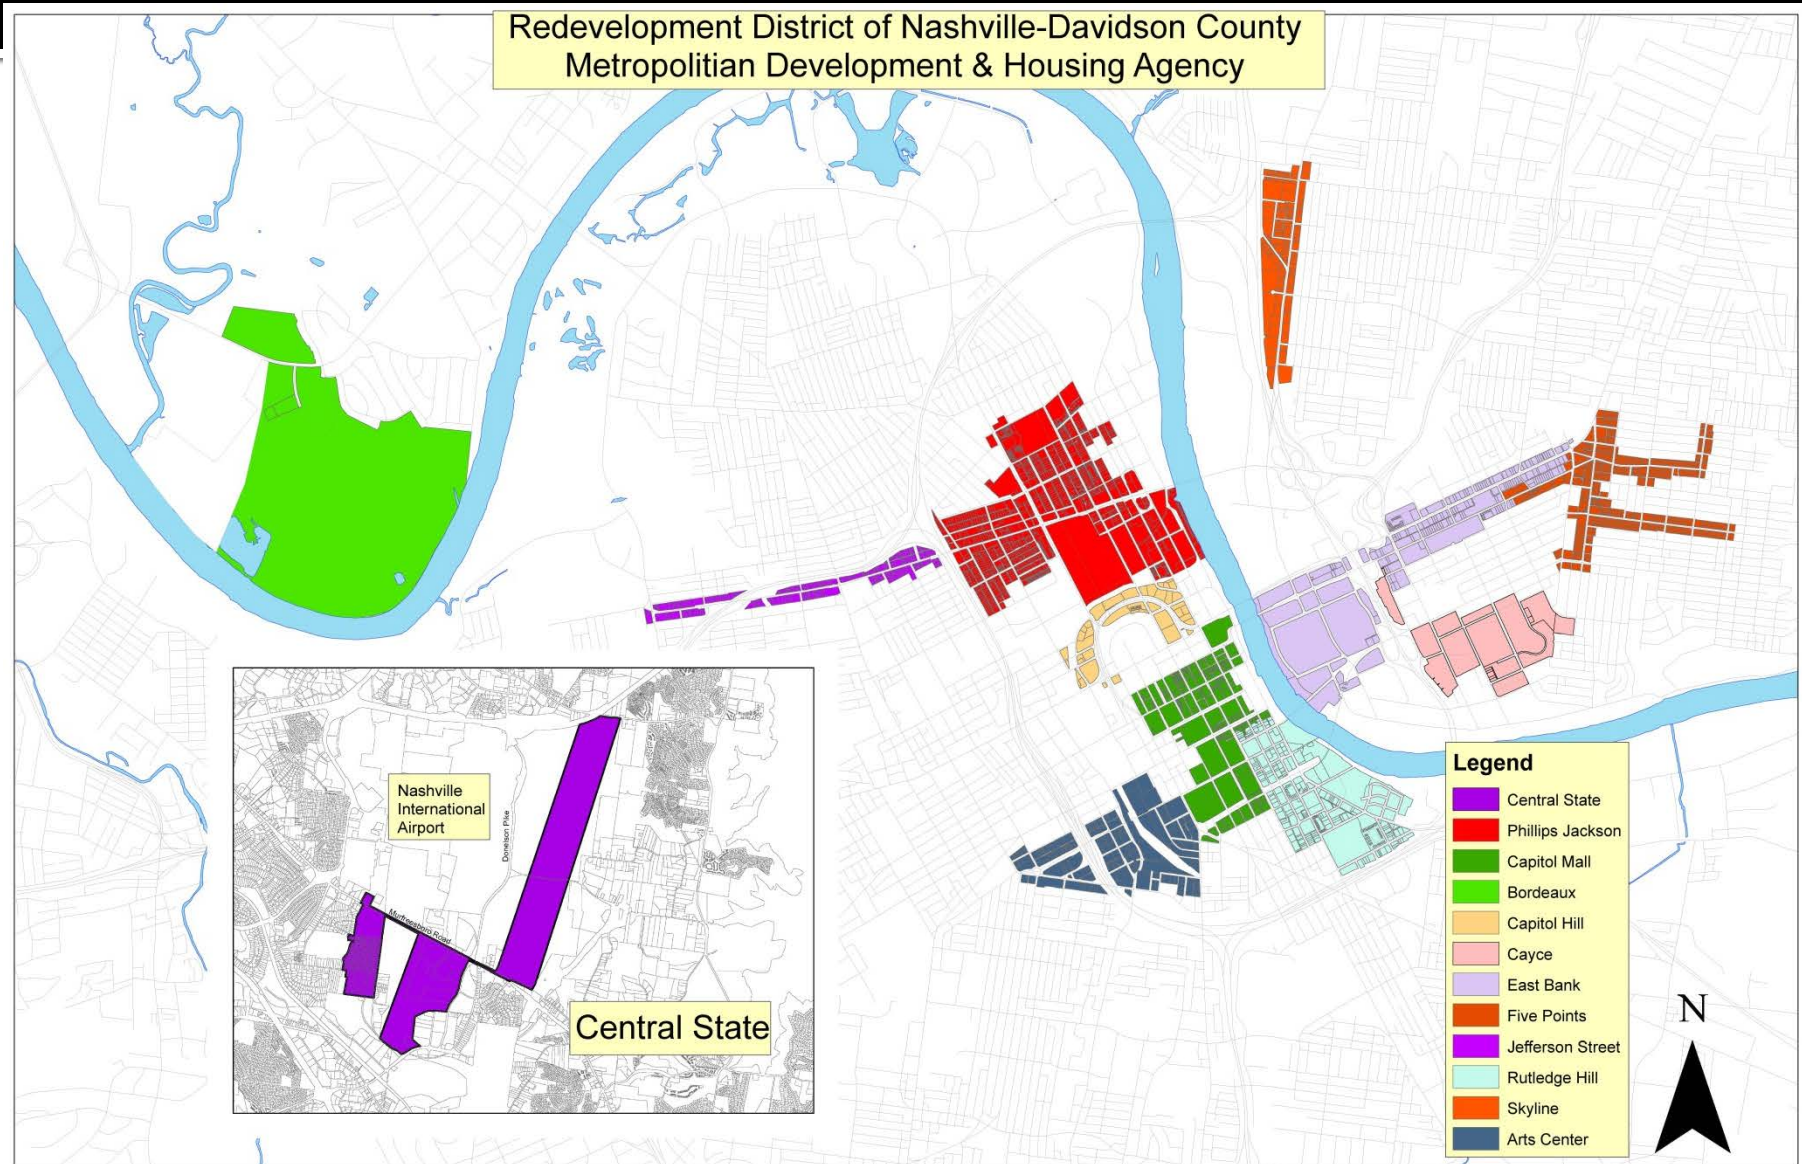 Redevelopment District of Nashville-Davidson County
Metropolitian Development & Housing Agency
Nashville
International
Airport
Donelson Pike
Murfreesboro Road
Central State
Legend
Central State
Phillips Jackson
Capitol Mall
Bordeaux
Capitol Hill
Cayce
East Bank
Five Points
Jefferson Street
Rutledge Hill
Skyline
Arts Center
N